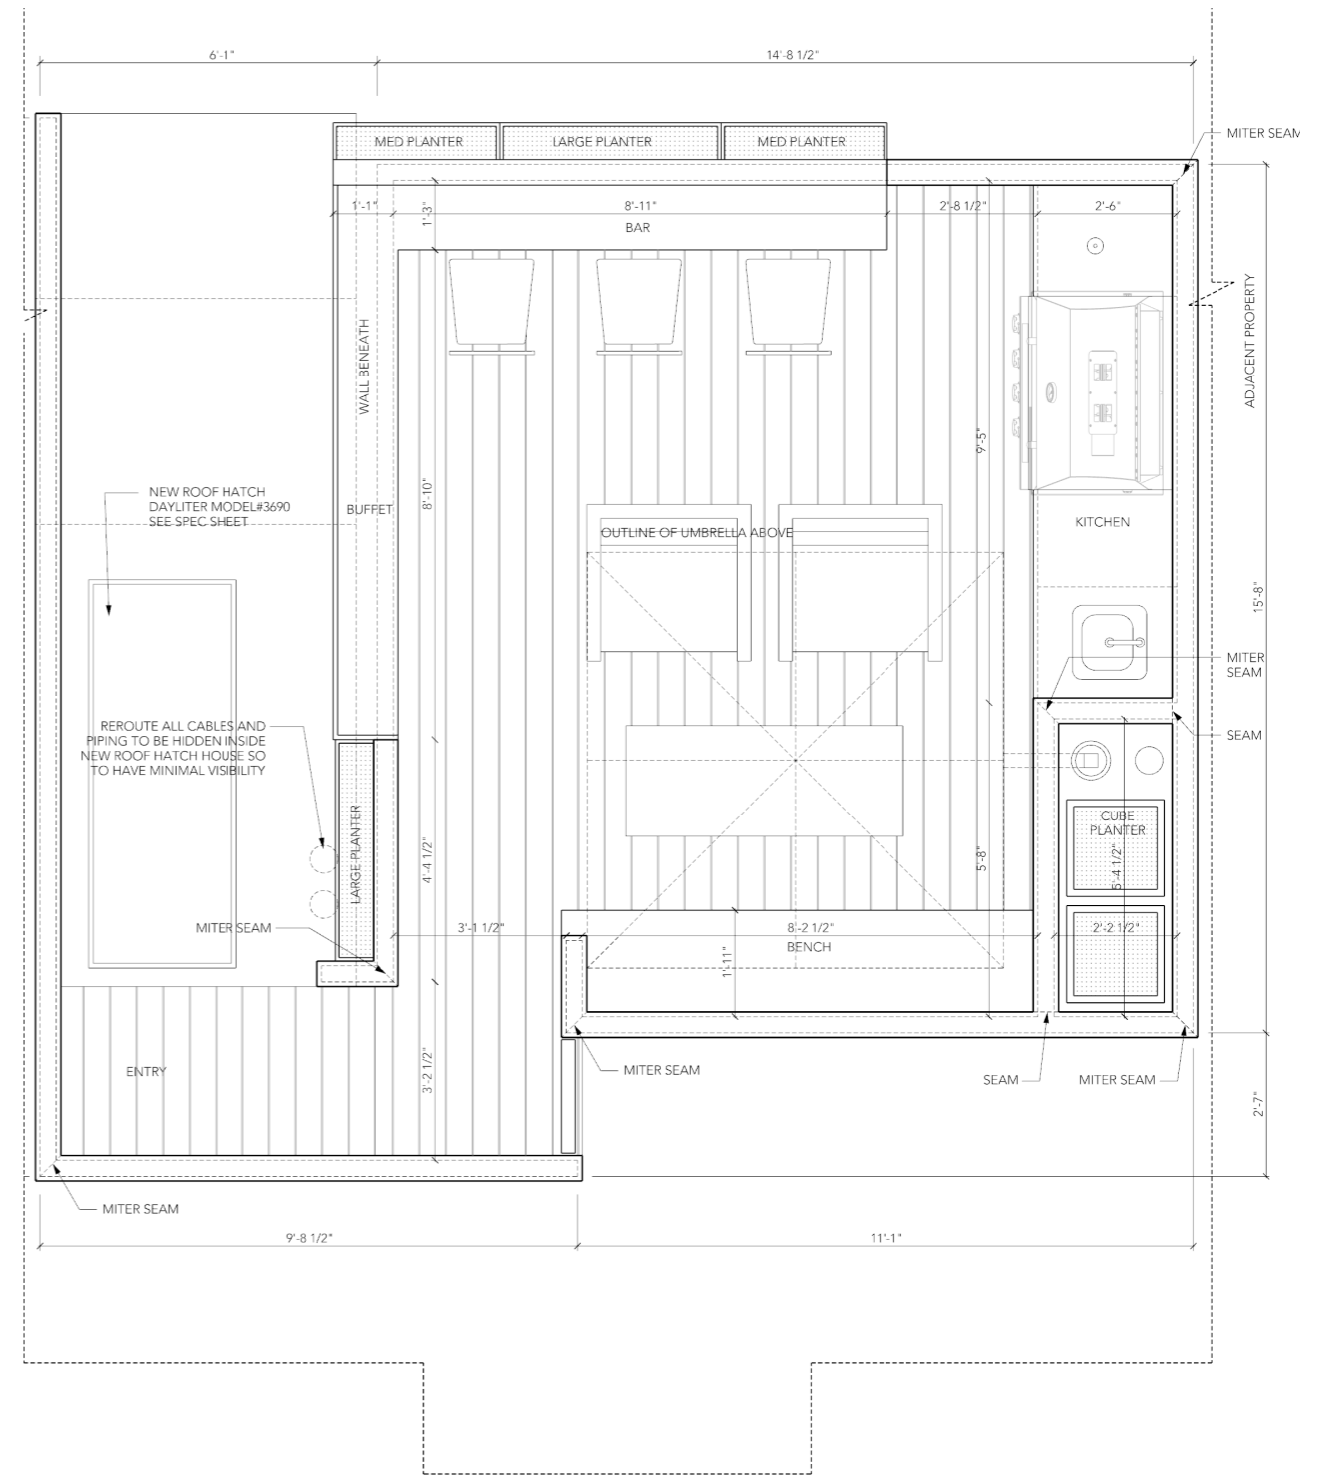 6'-1"
14'-8 1/2"
MED PLANTER
LARGE PLANTER
MED PLANTER
MITER SEAM
1'-1"
1'-3"
8'-11"
2'-8 1/2"
2'-6"
BAR
ADJACENT PROPERTY
WALL BENEATH
9'-5"
NEW ROOF HATCH
DAYLITER MODEL#3690
SEE SPEC SHEET
BUFFET
8'-10"
OUTLINE OF UMBRELLA ABOVE
KITCHEN
15'-8"
MITER
SEAM
REROUTE ALL CABLES AND
PIPING TO BE HIDDEN INSIDE
NEW ROOF HATCH HOUSE SO
TO HAVE MINIMAL VISIBILITY
SEAM
LARGE PLANTER
4'-4 1/2"
5'-8"
CUBE
PLANTER
5'-4 1/2"
MITER SEAM
3'-1 1/2"
8'-2 1/2"
2'-2 1/2"
BENCH
1'-11"
ENTRY
3'-2 1/2"
MITER SEAM
SEAM
MITER SEAM
2'-7"
MITER SEAM
9'-8 1/2"
11'-1"